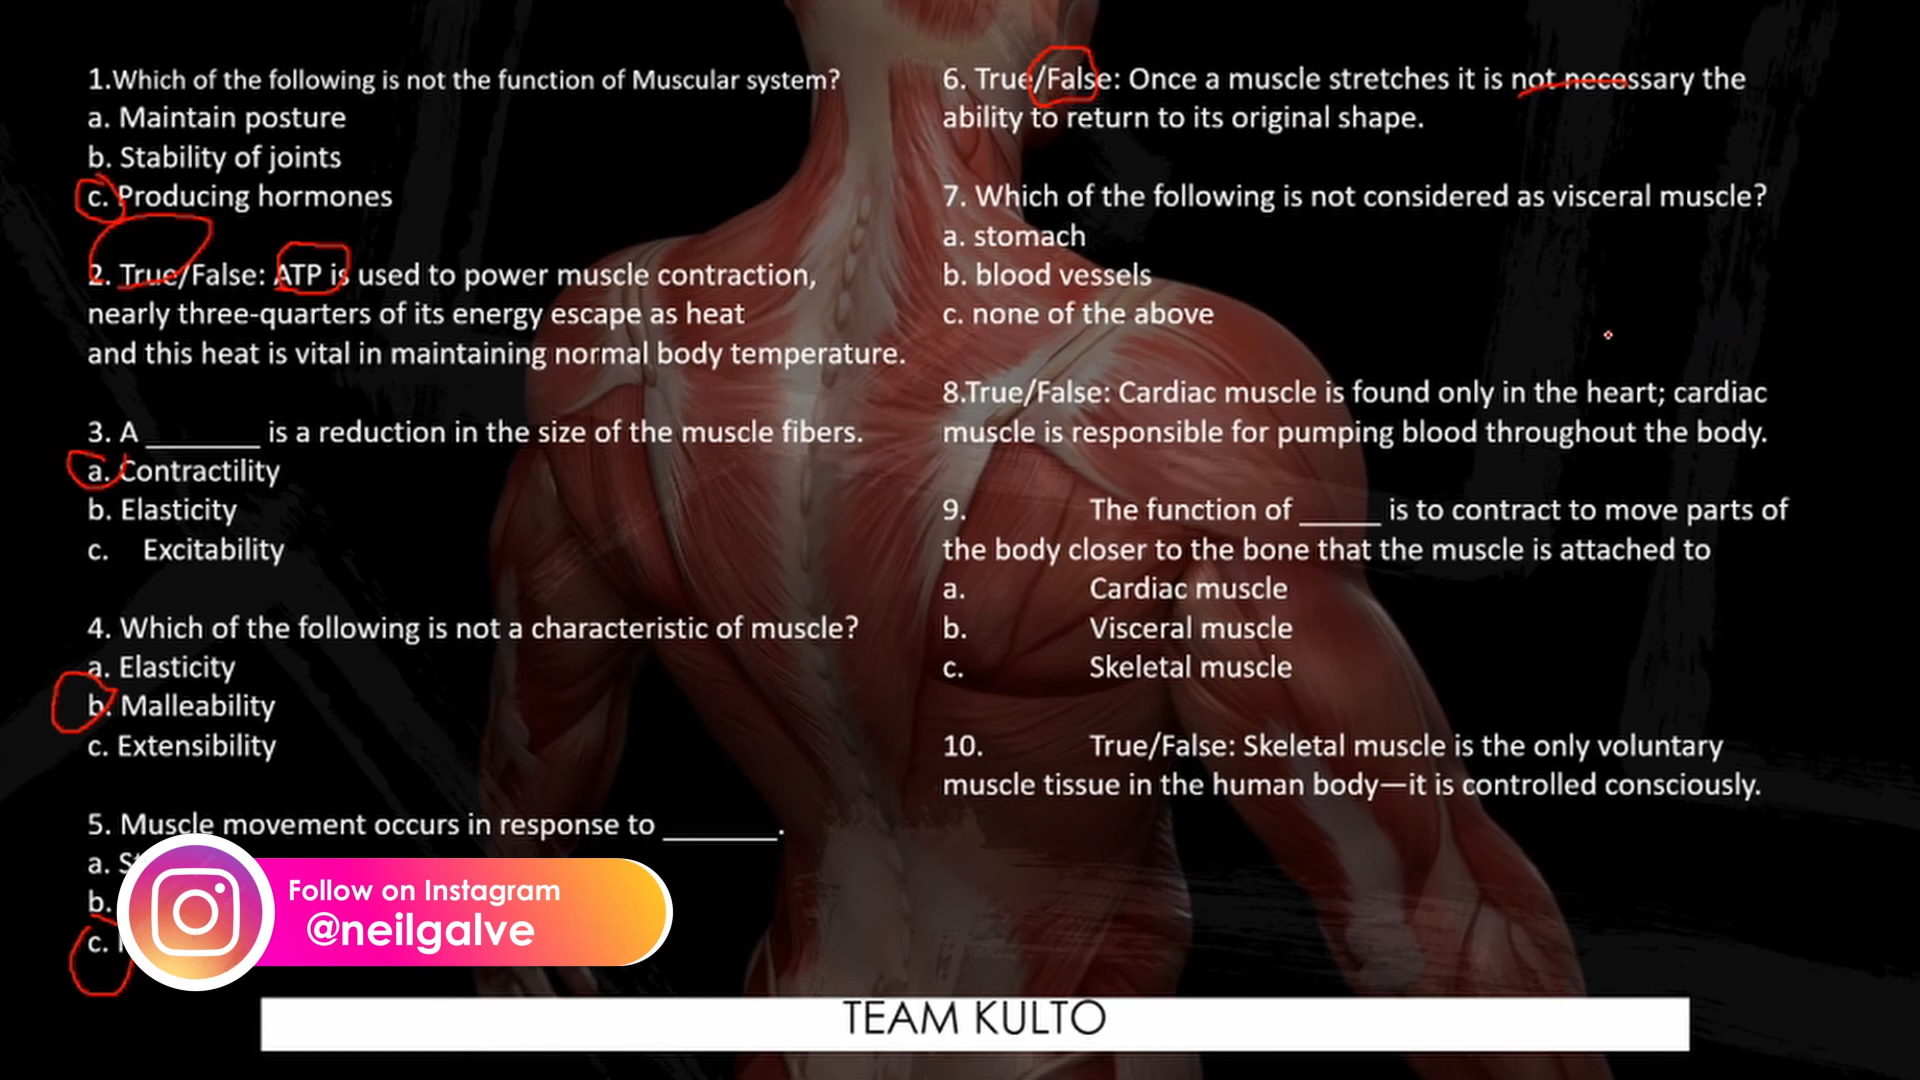 1.Which of the following is not the function of Muscular system?
a. Maintain posture
b. Stability of joints
c. Producing hormones
2. True/False: ATP is used to power muscle contraction,
nearly three-quarters of its energy escape as heat
and this heat is vital in maintaining normal body temperature.
3. A _______ is a reduction in the size of the muscle fibers.
a. Contractility
b. Elasticity
c. Excitability
4. Which of the following is not a characteristic of muscle?
a. Elasticity
b. Malleability
c. Extensibility
5. Muscle movement occurs in response to _______.
a.
b.
c.
Follow on Instagram
@neilgalve
6. True/False: Once a muscle stretches it is not necessary the
ability to return to its original shape.
7. Which of the following is not considered as visceral muscle?
a. stomach
b. blood vessels
c. none of the above
8.True/False: Cardiac muscle is found only in the heart; cardiac
muscle is responsible for pumping blood throughout the body.
9. The function of _____ is to contract to move parts of
the body closer to the bone that the muscle is attached to
a. Cardiac muscle
b. Visceral muscle
c. Skeletal muscle
10. True/False: Skeletal muscle is the only voluntary
muscle tissue in the human body—it is controlled consciously.
TEAM KULTO